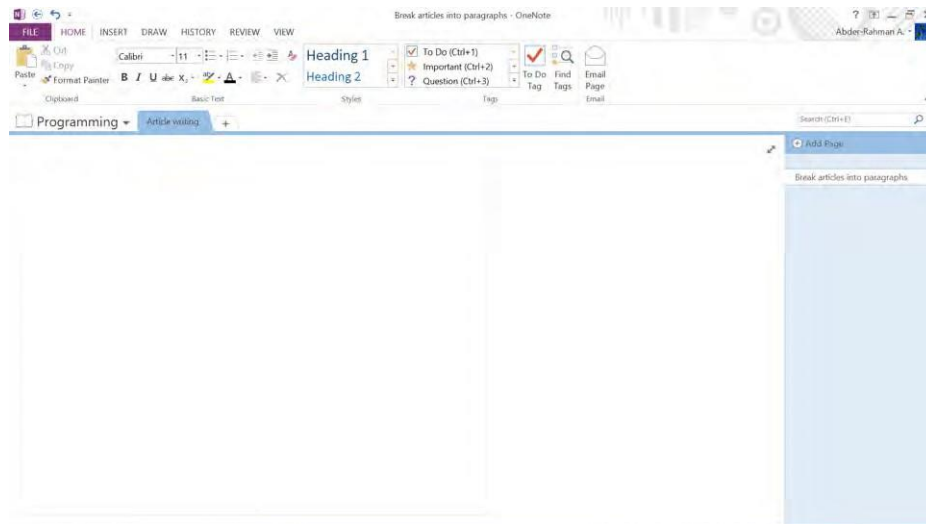 Break articles into paragraphs - OneNote
?
FILE HOME INSERT DRAW HISTORY REVIEW VIEW
Abder-Rahman A.
Cut
Copy
Paste
Format Painter
Calibri 11
B I U abc X₂ A
Heading 1
Heading 2
To Do (Ctrl+1)
Important (Ctrl+2)
? Question (Ctrl+3)
To Do Tag
Find Tags
Email Page
Clipboard Basic Text Styles Tags Email
Programming Article writing +
Search (Ctrl+E)
Add Page
Break articles into paragraphs